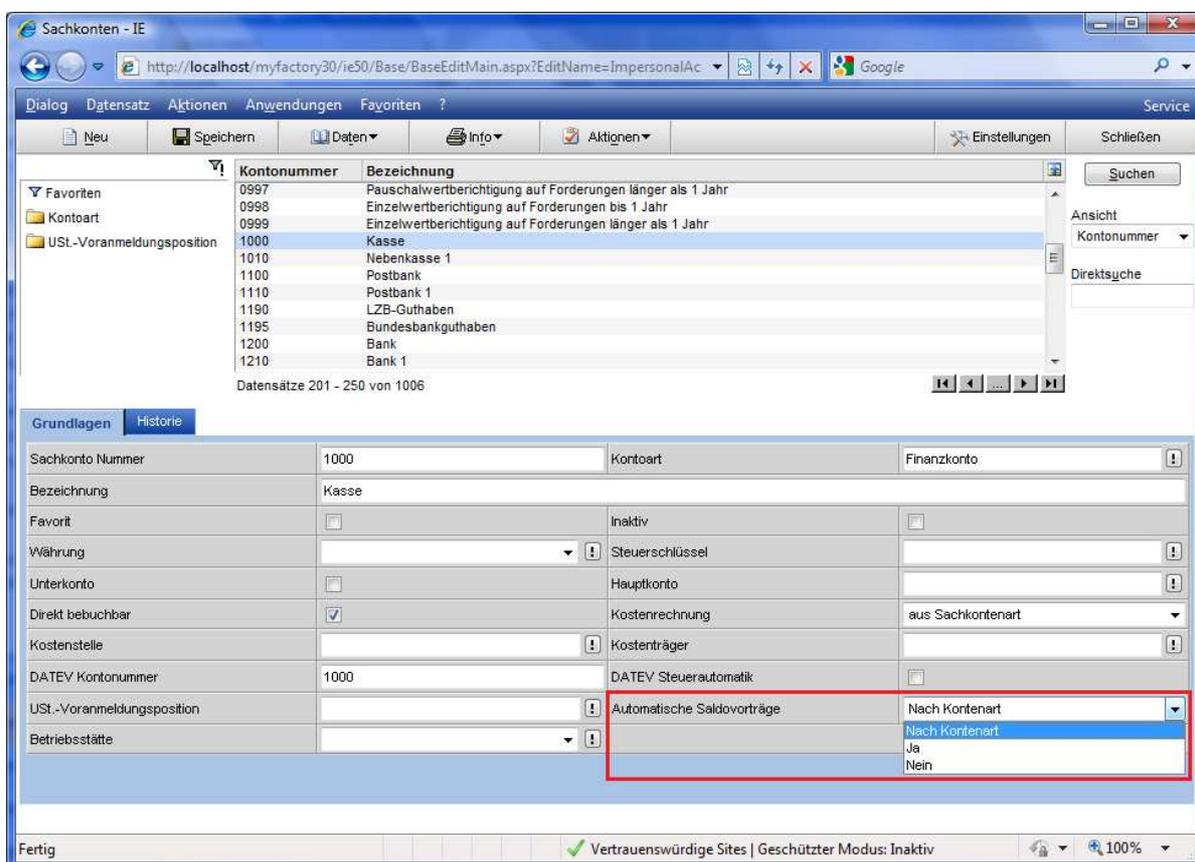 Sachkonten - IE
http://localhost/myfactory30/ie50/Base/BaseEditMain.aspx?EditName=ImpersonalAc
Google
Dialog Datensatz Aktionen Anwendungen Favoriten ? Service
Neu Speichern Daten Info Aktionen Einstellungen Schließen
Favoriten
Kontoart
USt.-Voranmeldungsposition
Kontonummer Bezeichnung
0997 Pauschalwertberichtigung auf Forderungen länger als 1 Jahr
0998 Einzelwertberichtigung auf Forderungen bis 1 Jahr
0999 Einzelwertberichtigung auf Forderungen länger als 1 Jahr
1000 Kasse
1010 Nebenkasse 1
1100 Postbank
1110 Postbank 1
1190 LZB-Guthaben
1195 Bundesbankguthaben
1200 Bank
1210 Bank 1
Datensätze 201 - 250 von 1006
...
Suchen
Ansicht
Kontonummer
Direktsuche
Grundlagen Historie
Sachkonto Nummer 1000 Kontoart Finanzkonto !
Bezeichnung Kasse
Favorit Inaktiv
Währung ! Steuerschlüssel !
Unterkonto Hauptkonto !
Direkt bebuchbar Kostenrechnung aus Sachkontenart
Kostenstelle ! Kostenträger !
DATEV Kontonummer 1000 DATEV Steuerautomatik
USt.-Voranmeldungsposition ! Automatische Saldovorträge Nach Kontenart
Betriebsstätte !
Nach Kontenart
Ja
Nein
Fertig Vertrauenswürdige Sites | Geschützter Modus: Inaktiv 100%